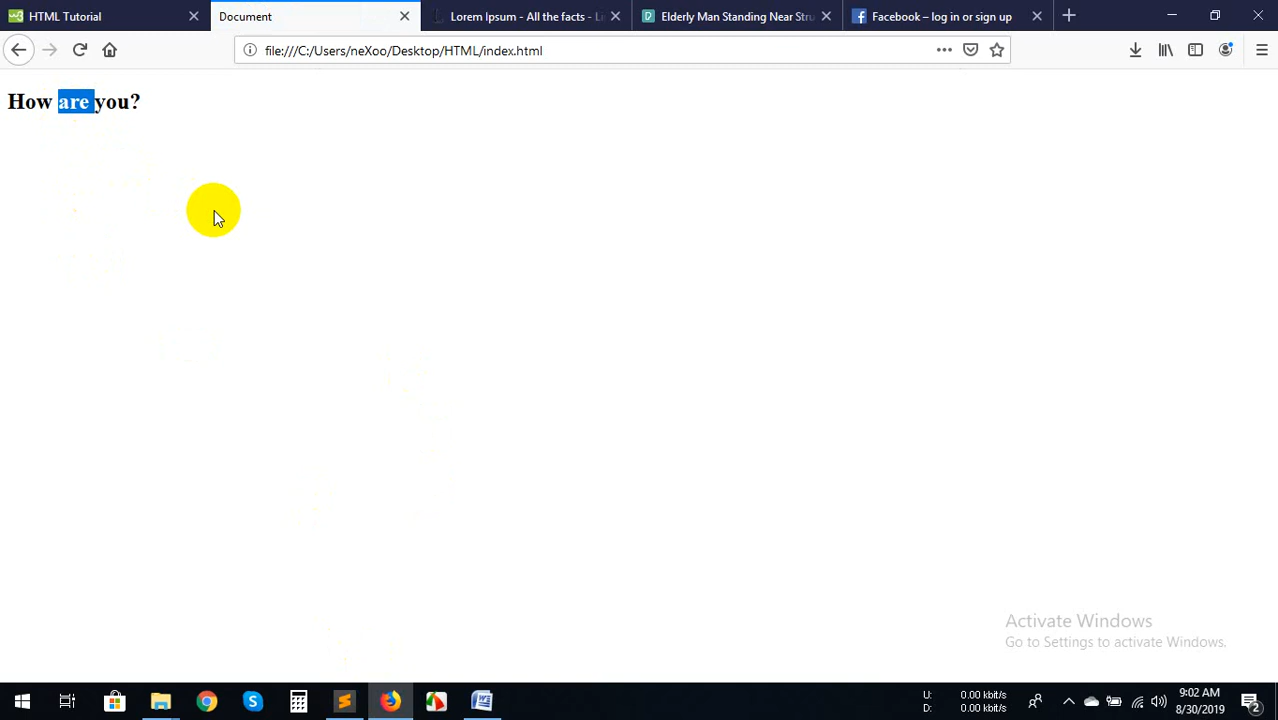 HTML Tutorial
Document
Lorem Ipsum - All the facts - Li
Elderly Man Standing Near Stru
Facebook – log in or sign up
file:///C:/Users/neXoo/Desktop/HTML/index.html
How are you?
Activate Windows
Go to Settings to activate Windows.
U: 0.00 kbit/s
D: 0.00 kbit/s
9:02 AM
8/30/2019
2